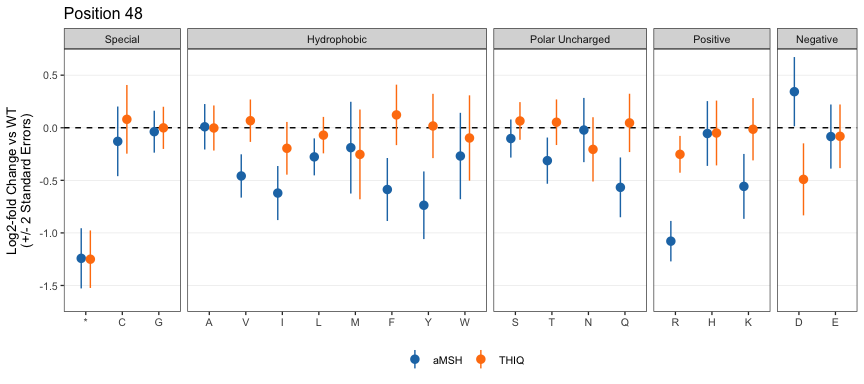 Position 48
Special Hydrophobic Polar Uncharged Positive Negative
Log2-fold Change vs WT
(+/- 2 Standard Errors)
0.5
0.0
-0.5
-1.0
-1.5
* C G A V I L M F Y W S T N Q R H K D E
aMSH THIQ